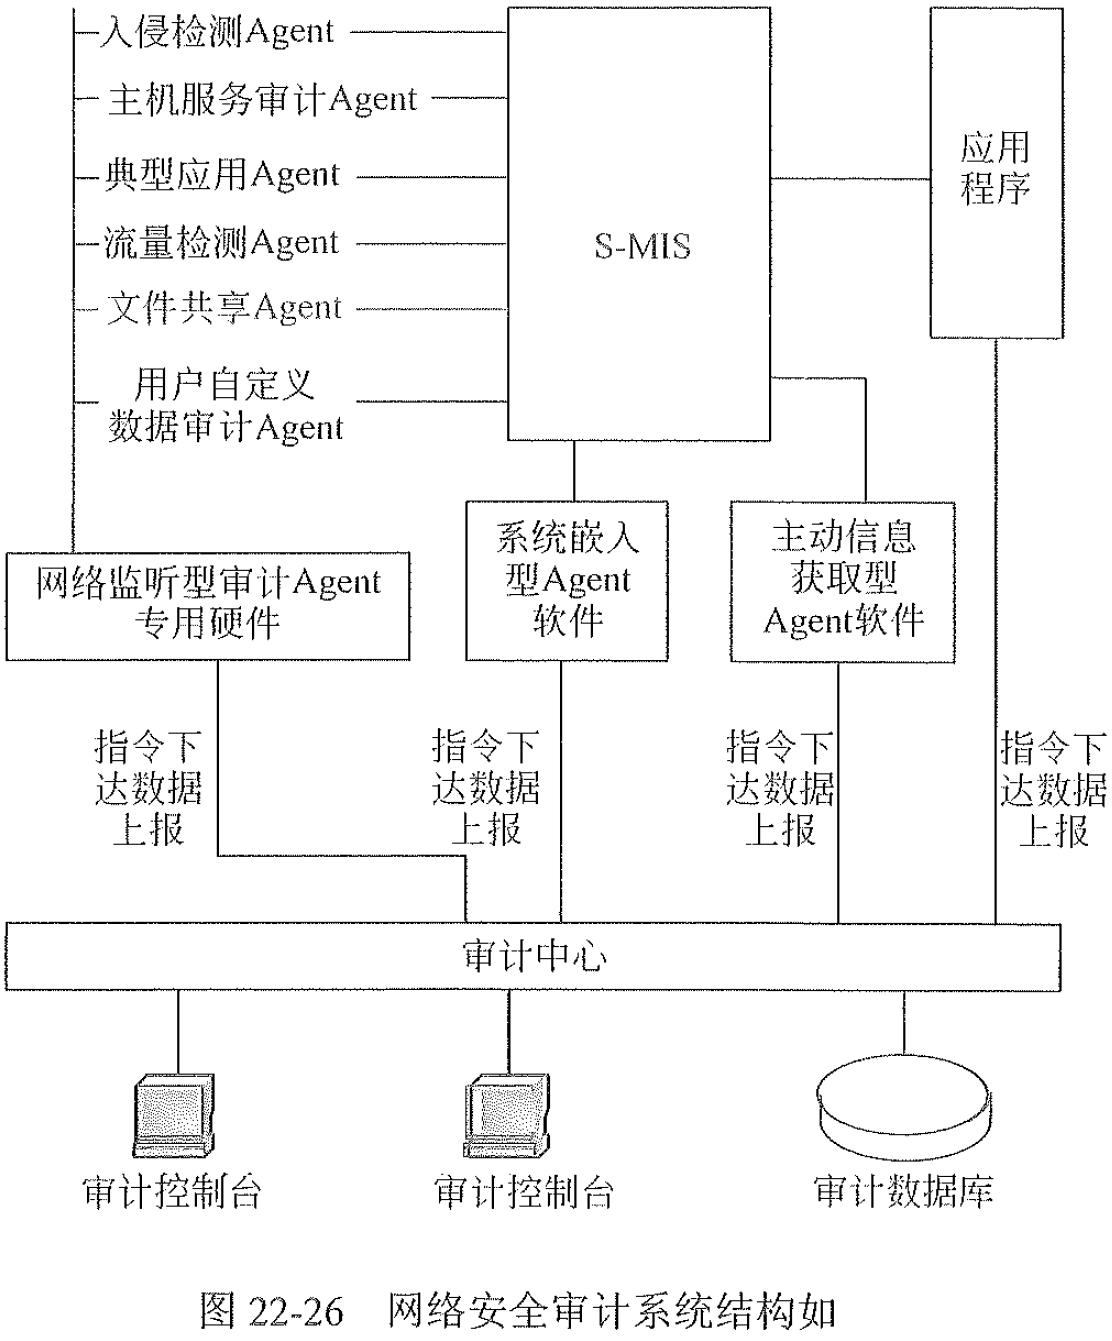 入侵检测Agent
主机服务审计Agent
典型应用Agent
流量检测Agent
文件共享Agent
用户自定义
数据审计Agent
S-MIS
应用
程序
网络监听型审计Agent
专用硬件
系统嵌入
型Agent
软件
主动信息
获取型
Agent软件
指令下
达数据
上报
指令下
达数据
上报
指令下
达数据
上报
指令下
达数据
上报
审计中心
审计控制台
审计控制台
审计数据库
图 22-26 网络安全审计系统结构如